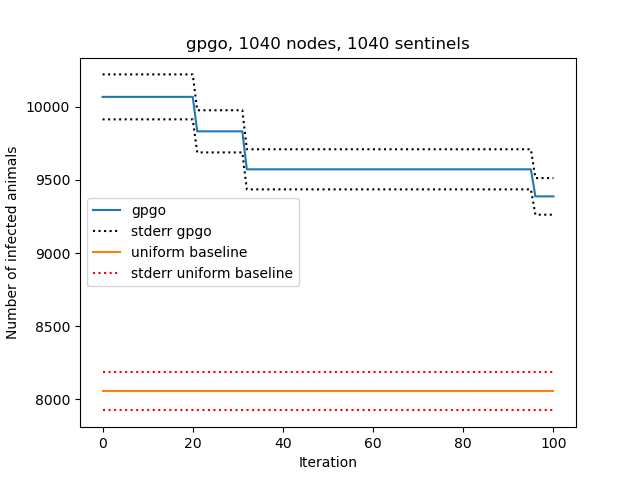 gpgo, 1040 nodes, 1040 sentinels
Number of infected animals
10000
9500
9000
8500
8000
gpgo
stderr gpgo
uniform baseline
stderr uniform baseline
0 20 40 60 80 100
Iteration